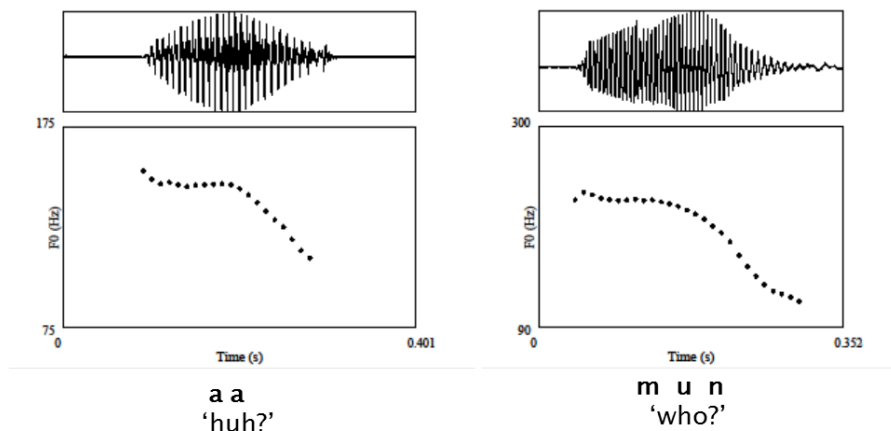 175
F0 (Hz)
75
0
Time (s)
0.401
a a
‘huh?’
300
F0 (Hz)
90
0
Time (s)
0.352
m u n
‘who?’